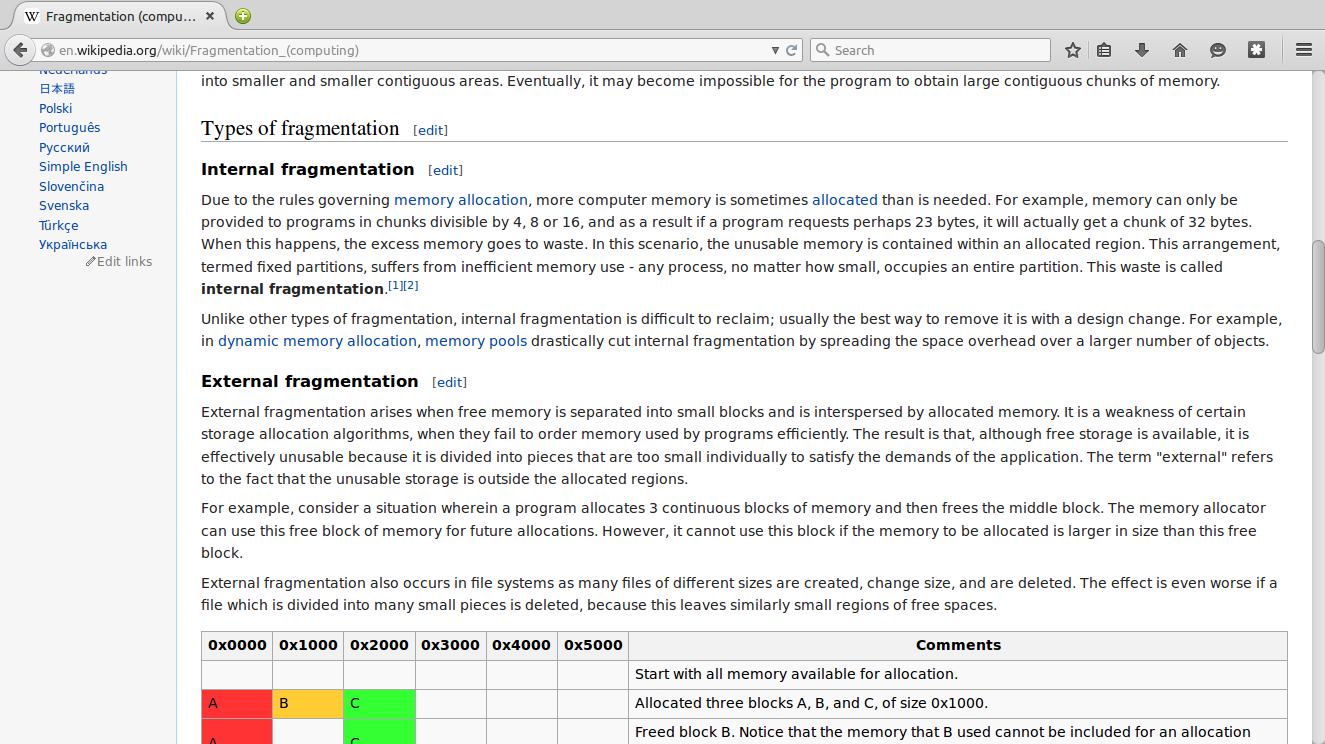 Fragmentation (compu...
en.wikipedia.org/wiki/Fragmentation_(computing)
Search
Nederlands
日本語
Polski
Português
Русский
Simple English
Slovenčina
Svenska
Türkçe
Українська
Edit links
into smaller and smaller contiguous areas. Eventually, it may become impossible for the program to obtain large contiguous chunks of memory.
Types of fragmentation [edit]
Internal fragmentation [edit]
Due to the rules governing memory allocation, more computer memory is sometimes allocated than is needed. For example, memory can only be
provided to programs in chunks divisible by 4, 8 or 16, and as a result if a program requests perhaps 23 bytes, it will actually get a chunk of 32 bytes.
When this happens, the excess memory goes to waste. In this scenario, the unusable memory is contained within an allocated region. This arrangement,
termed fixed partitions, suffers from inefficient memory use - any process, no matter how small, occupies an entire partition. This waste is called
internal fragmentation.[1][2]
Unlike other types of fragmentation, internal fragmentation is difficult to reclaim; usually the best way to remove it is with a design change. For example,
in dynamic memory allocation, memory pools drastically cut internal fragmentation by spreading the space overhead over a larger number of objects.
External fragmentation [edit]
External fragmentation arises when free memory is separated into small blocks and is interspersed by allocated memory. It is a weakness of certain
storage allocation algorithms, when they fail to order memory used by programs efficiently. The result is that, although free storage is available, it is
effectively unusable because it is divided into pieces that are too small individually to satisfy the demands of the application. The term "external" refers
to the fact that the unusable storage is outside the allocated regions.
For example, consider a situation wherein a program allocates 3 continuous blocks of memory and then frees the middle block. The memory allocator
can use this free block of memory for future allocations. However, it cannot use this block if the memory to be allocated is larger in size than this free
block.
External fragmentation also occurs in file systems as many files of different sizes are created, change size, and are deleted. The effect is even worse if a
file which is divided into many small pieces is deleted, because this leaves similarly small regions of free spaces.
0x0000 0x1000 0x2000 0x3000 0x4000 0x5000 Comments
Start with all memory available for allocation.
A B C Allocated three blocks A, B, and C, of size 0x1000.
A C Freed block B. Notice that the memory that B used cannot be included for an allocation